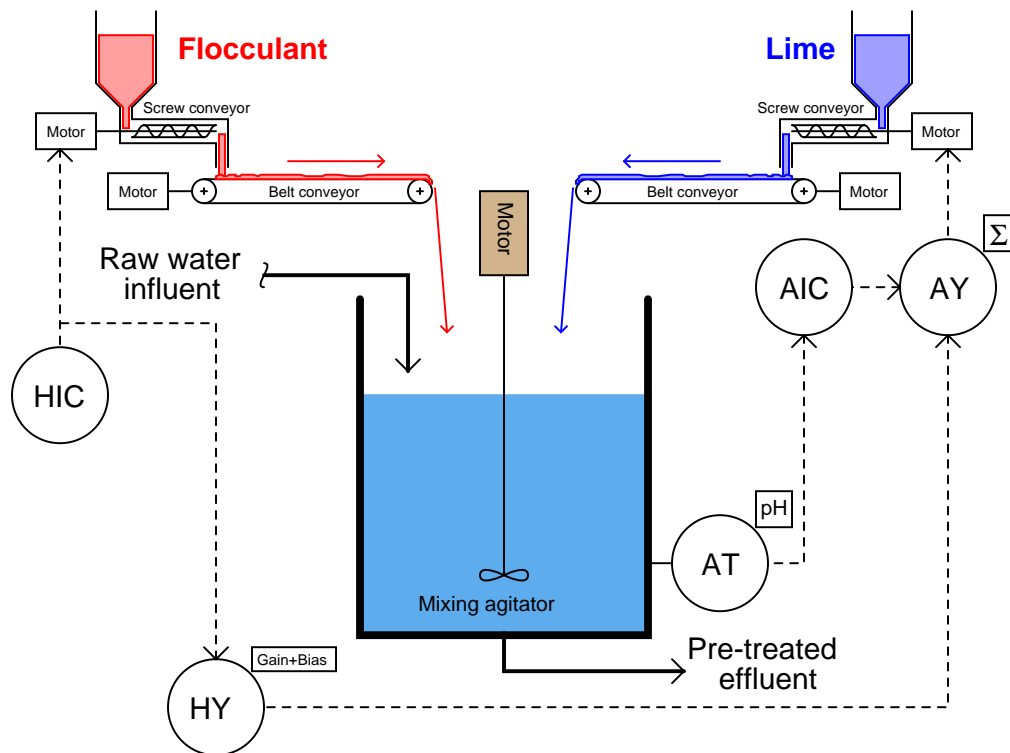 Flocculant
Lime
Screw conveyor
Screw conveyor
Motor
Motor
Motor
+
+
Belt conveyor
+
+
Belt conveyor
Motor
Motor
Σ
Raw water
influent
AIC
AY
HIC
pH
AT
Mixing agitator
Gain+Bias
HY
Pre-treated
effluent